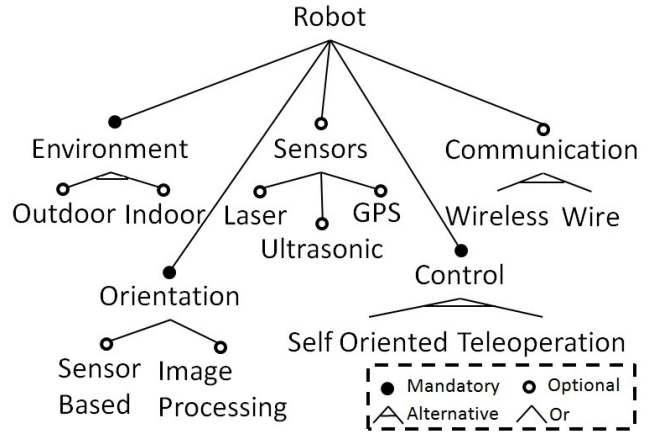 Robot
Environment
Sensors
Communication
Outdoor Indoor
Laser
GPS
Wireless Wire
Ultrasonic
Control
Orientation
Self Oriented Teleoperation
Sensor
Based
Image
Processing
Mandatory
Optional
Alternative
Or